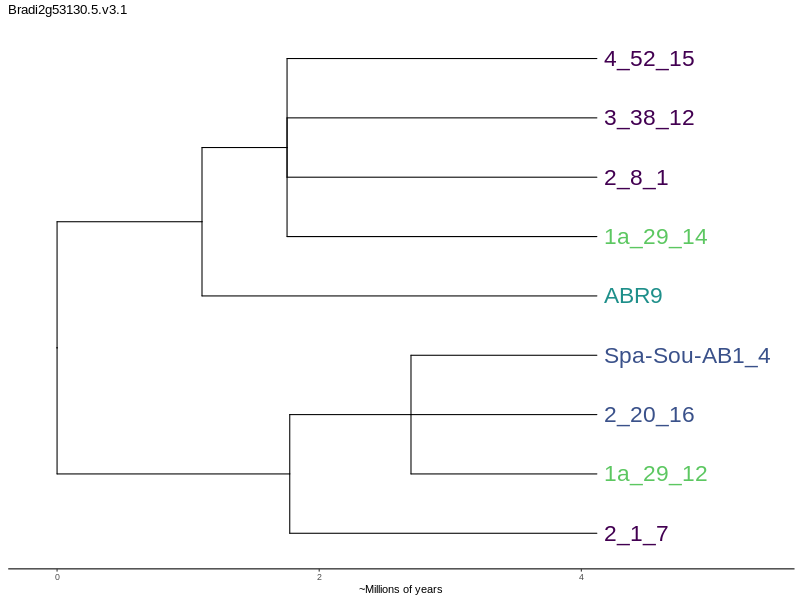 Bradi2g53130.5.v3.1
4_52_15
3_38_12
2_8_1
1a_29_14
ABR9
Spa-Sou-AB1_4
2_20_16
1a_29_12
2_1_7
0 2 4
~Millions of years